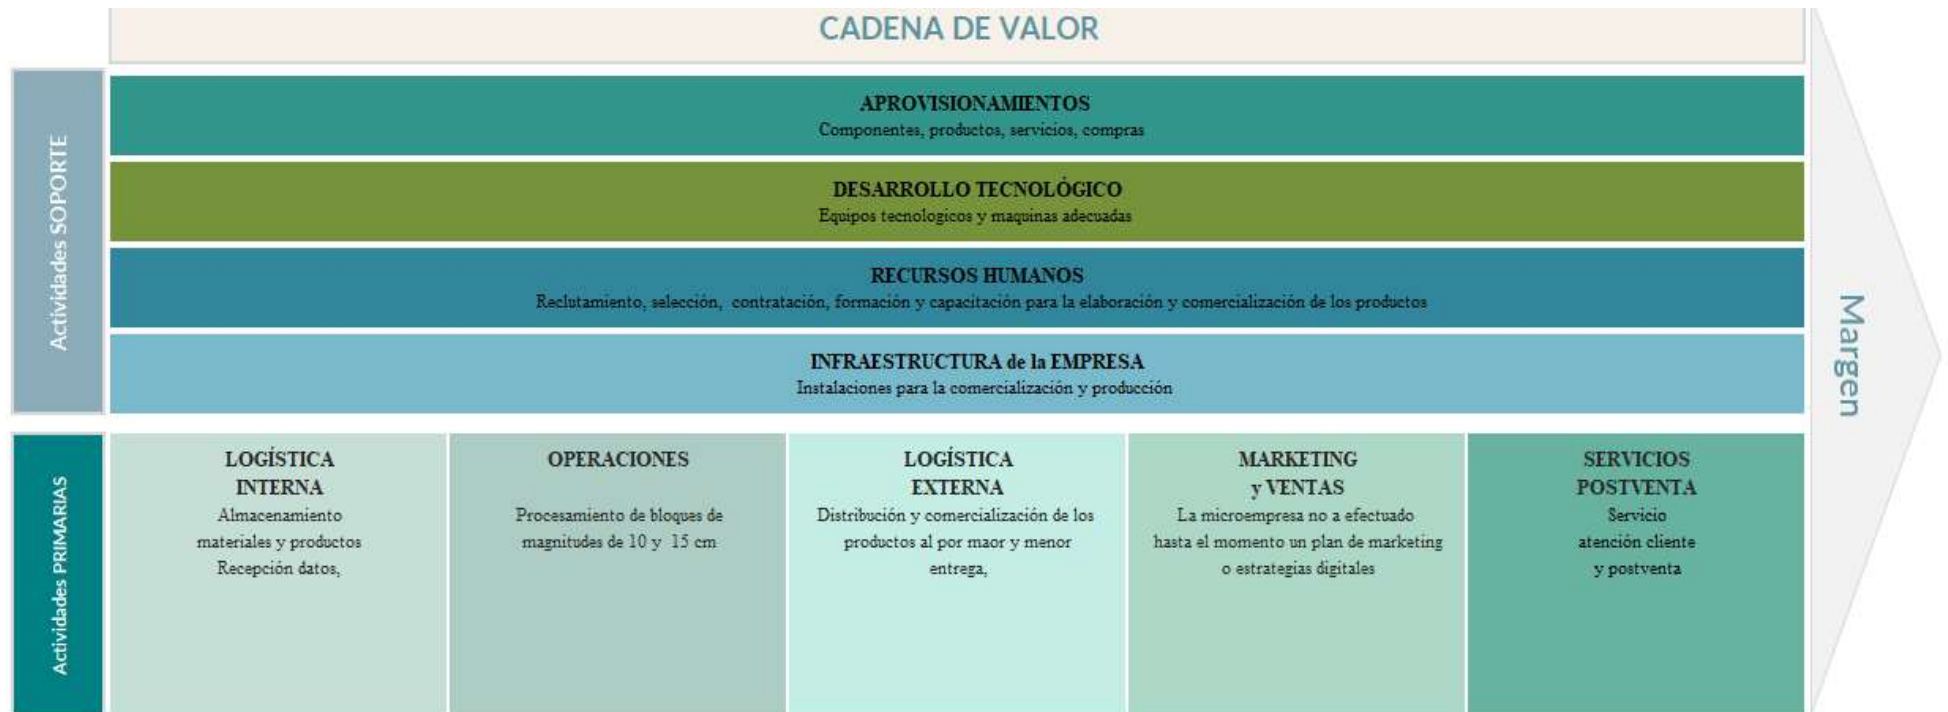 CADENA DE VALOR
Actividades SOPORTE
APROVISIONAMIENTOS
Componentes, productos, servicios, compras
DESARROLLO TECNOLÓGICO
Equipos tecnologicos y maquinas adecuadas
RECURSOS HUMANOS
Reclutamiento, selección, contratación, formación y capacitación para la elaboración y comercialización de los productos
INFRAESTRUCTURA de la EMPRESA
Instalaciones para la comercialización y producción
Actividades PRIMARIAS
LOGÍSTICA
INTERNA
Almacenamiento
materiales y productos
Recepción datos,
OPERACIONES
Procesamiento de bloques de
magnitudes de 10 y 15 cm
LOGÍSTICA
EXTERNA
Distribución y comercialización de los
productos al por maor y menor
entrega,
MARKETING
y VENTAS
La microempresa no a efectuado
hasta el momento un plan de marketing
o estrategias digitales
SERVICIOS
POSTVENTA
Servicio
atención cliente
y postventa
Margen